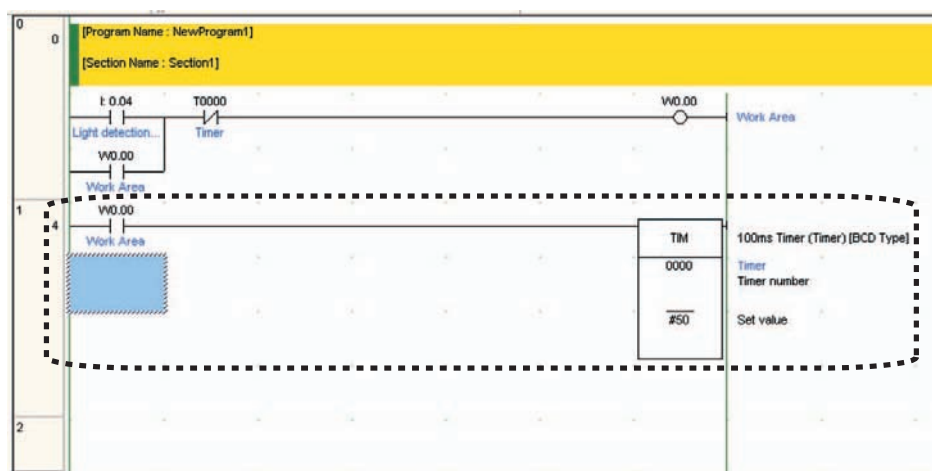 0
0
[Program Name : NewProgram1]
[Section Name : Section1]
I: 0.04 T0000 W0.00
Work Area
Light detection... Timer
W0.00
Work Area
1
4
W0.00
Work Area
TIM 100ms Timer (Timer) [BCD Type]
0000 Timer
Timer number
#50 Set value
2